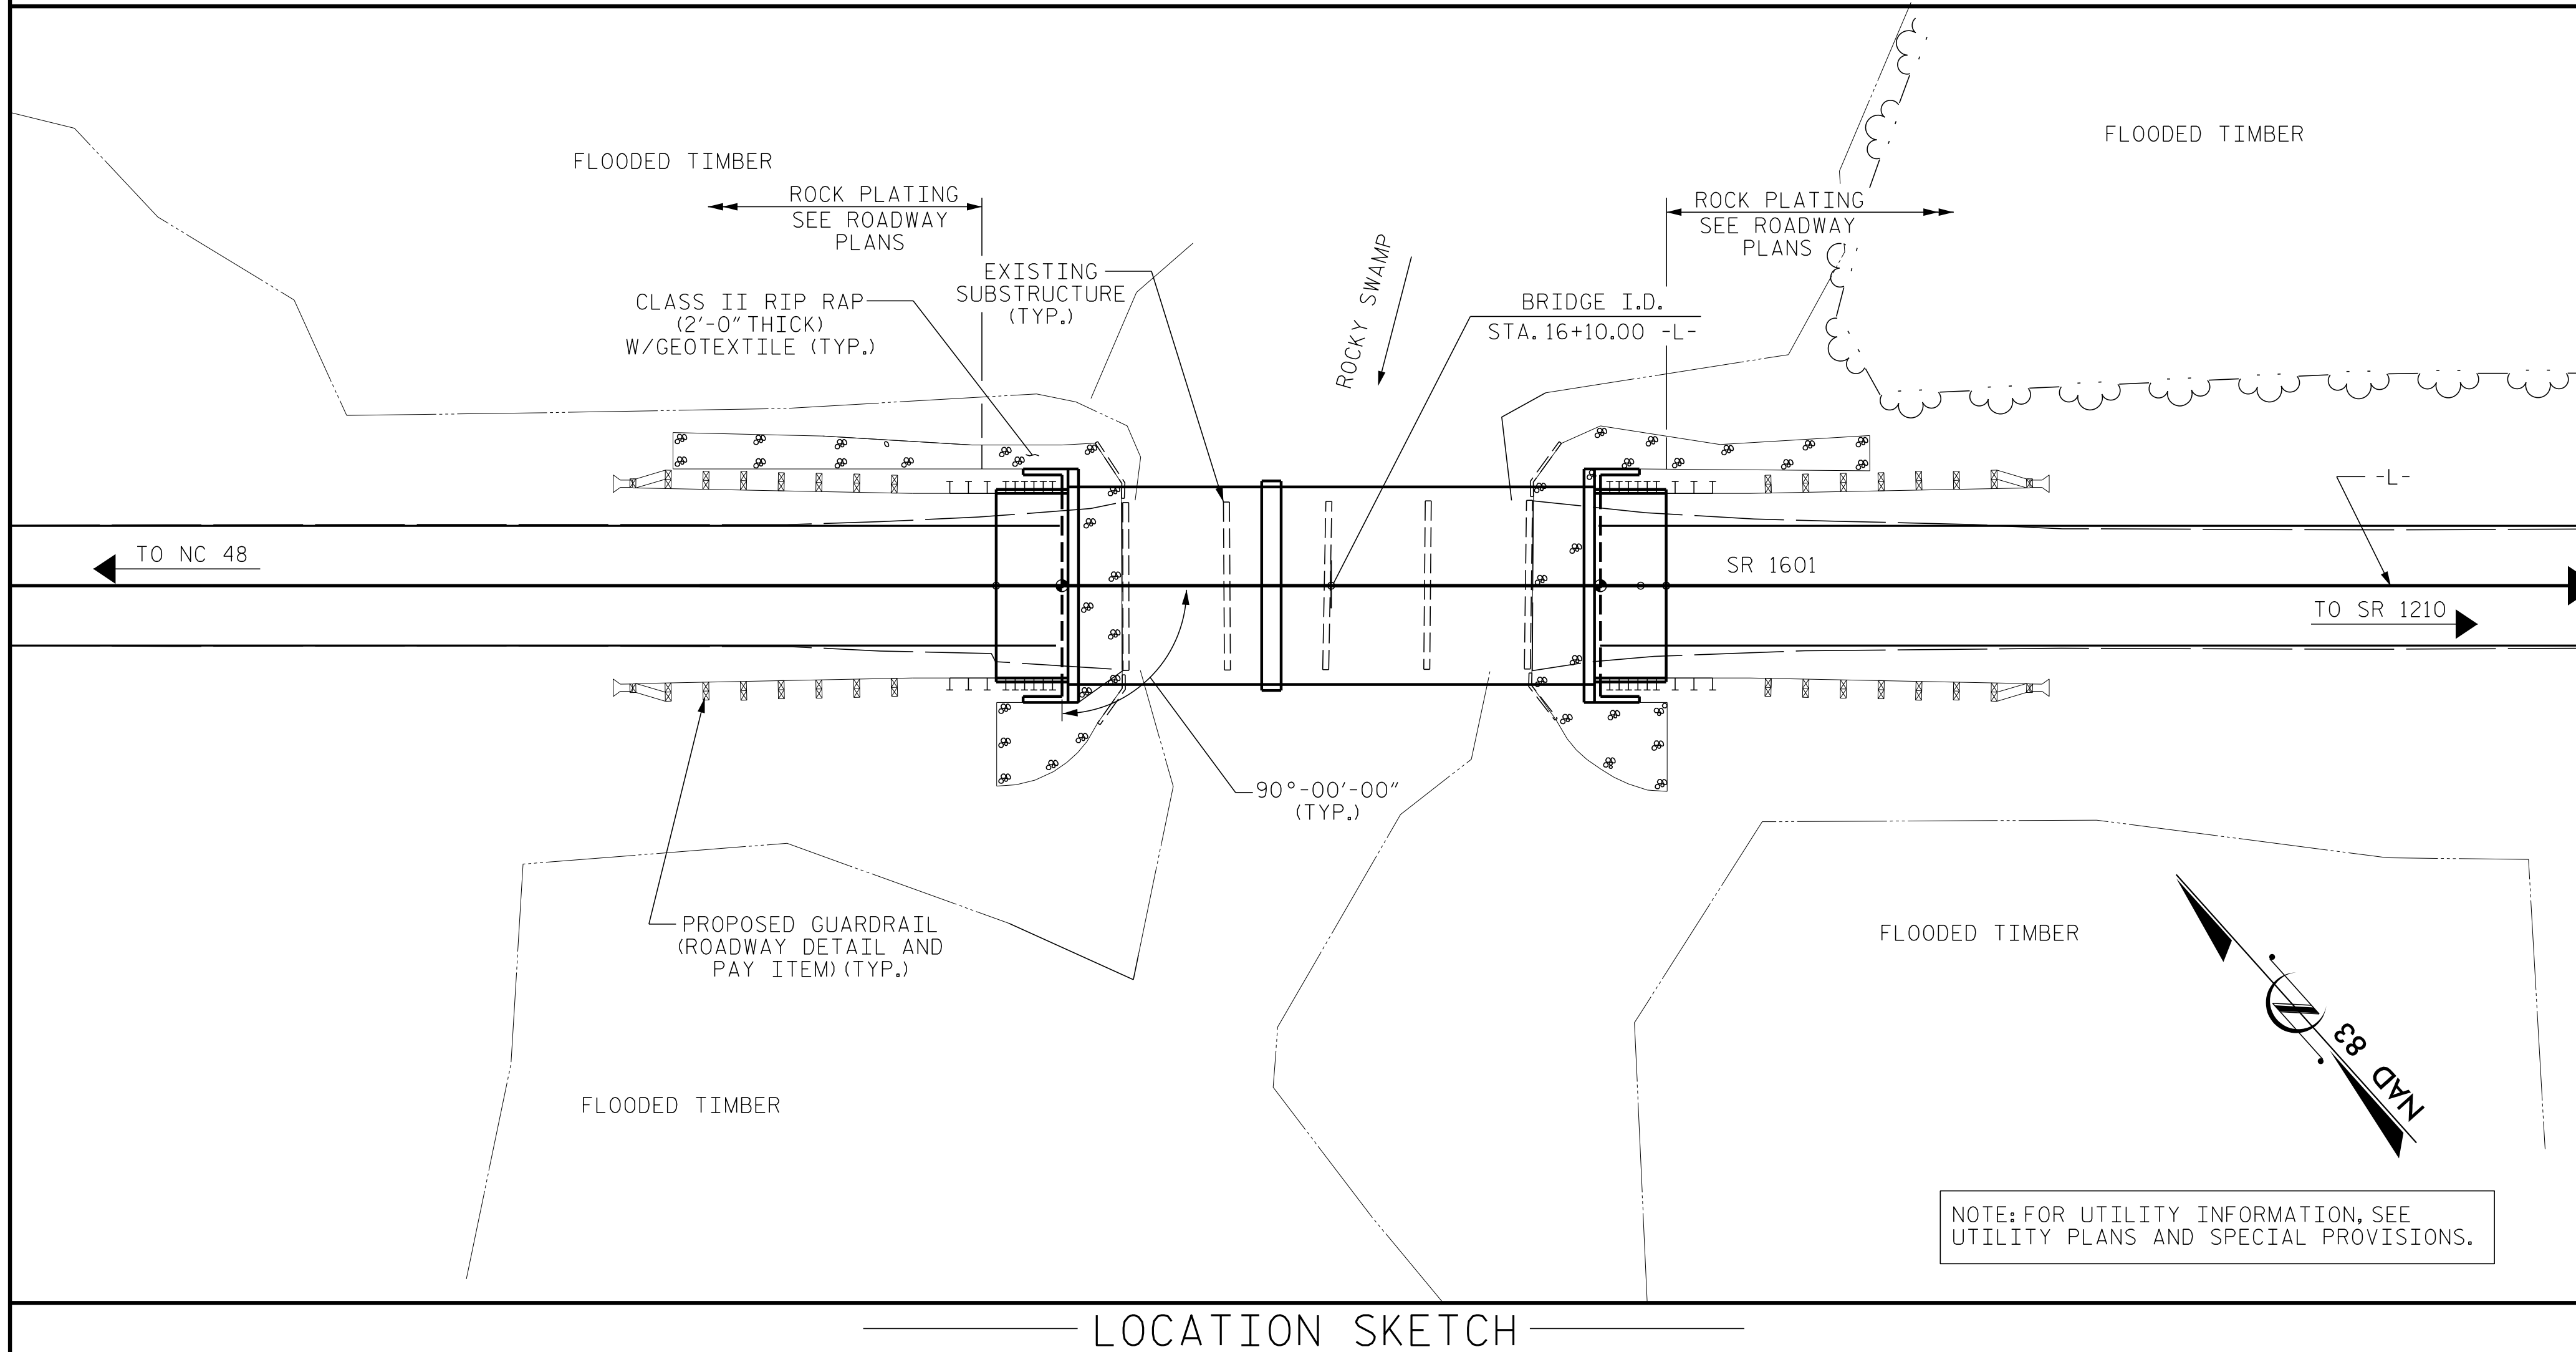 FLOODED TIMBER
FLOODED TIMBER
ROCK PLATING
SEE ROADWAY
PLANS
ROCK PLATING
SEE ROADWAY
PLANS
EXISTING
SUBSTRUCTURE
(TYP.)
CLASS II RIP RAP
(2'-0" THICK)
W/GEOTEXTILE (TYP.)
ROCKY SWAMP
BRIDGE I.D.
STA. 16+10.00 -L-
-L-
TO NC 48
SR 1601
TO SR 1210
90°-00'-00"
(TYP.)
PROPOSED GUARDRAIL
(ROADWAY DETAIL AND
PAY ITEM) (TYP.)
FLOODED TIMBER
FLOODED TIMBER
N
NAD 83
NOTE: FOR UTILITY INFORMATION, SEE
UTILITY PLANS AND SPECIAL PROVISIONS.
LOCATION SKETCH